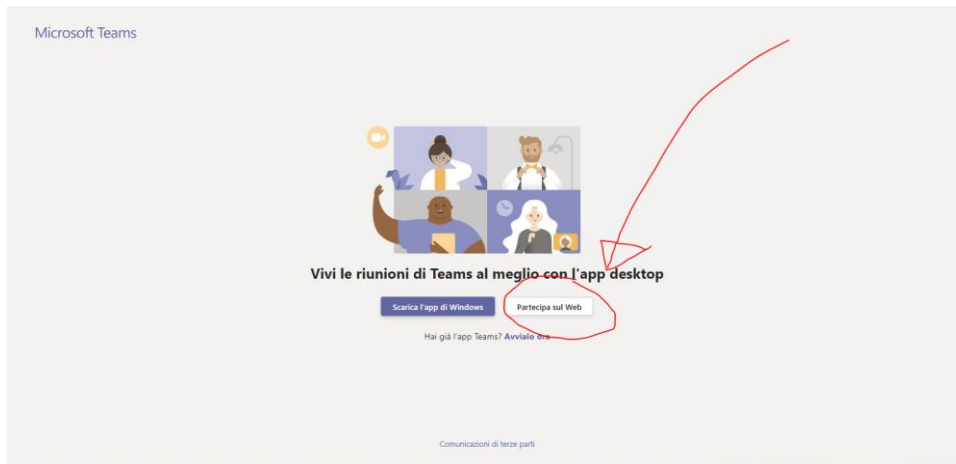 Microsoft Teams
Vivi le riunioni di Teams al meglio con l'app desktop
Scarica l'app di Windows
Partecipa sul Web
Hai già l'app Teams? Avvialo ora
Comunicazioni di terze parti